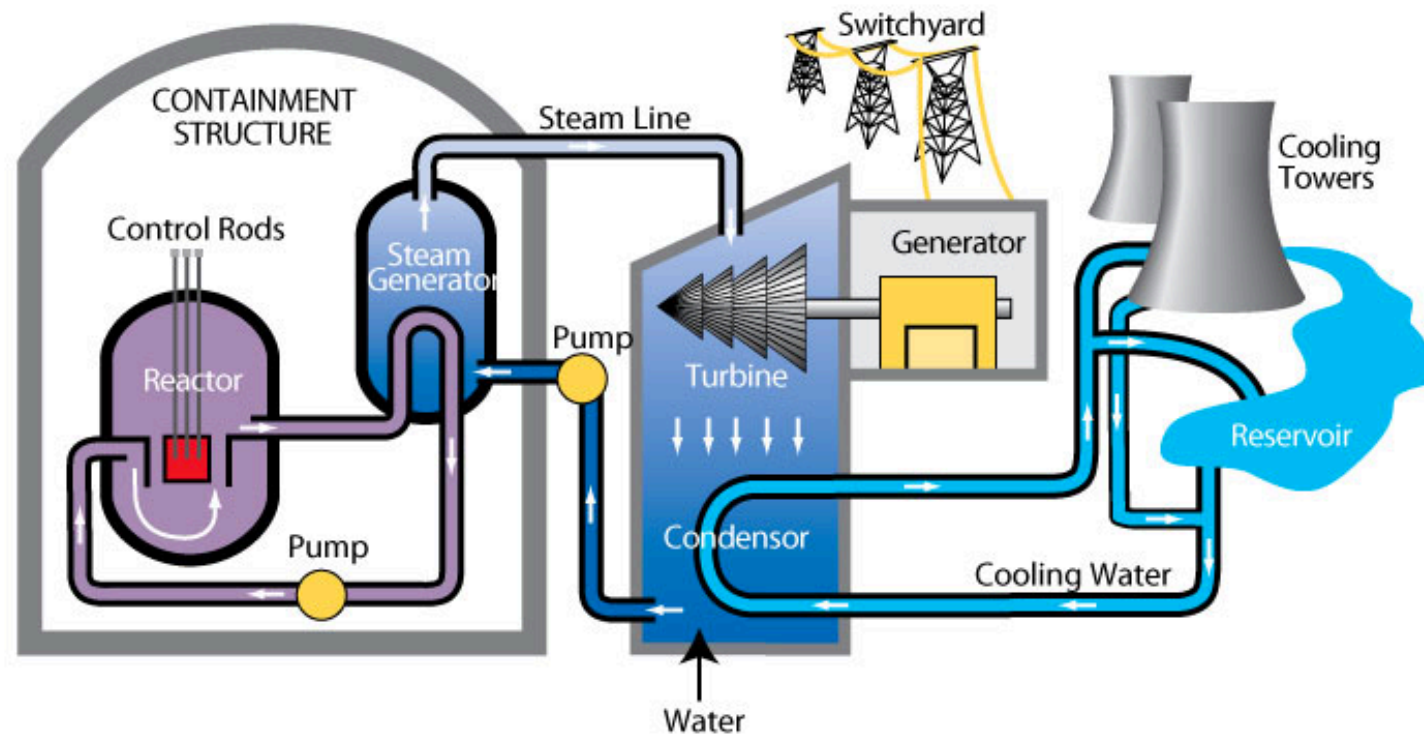 Switchyard
CONTAINMENT
STRUCTURE
Steam Line
Cooling
Towers
Control Rods
Steam
Generator
Generator
Pump
Reactor
Turbine
Reservoir
Condensor
Pump
Cooling Water
Water